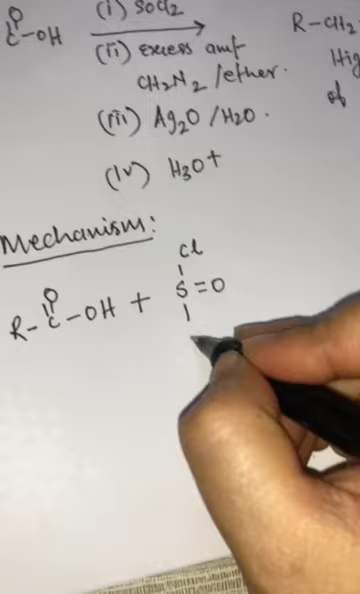 O
C-OH
(i) SOCl2
R-CH2
(ii) excess amt
CH2N2/ether.
Hig
of
(iii) Ag2O/H2O.
(iv) H3O+
Mechanism:
Cl
O
S=O
R-C-OH +